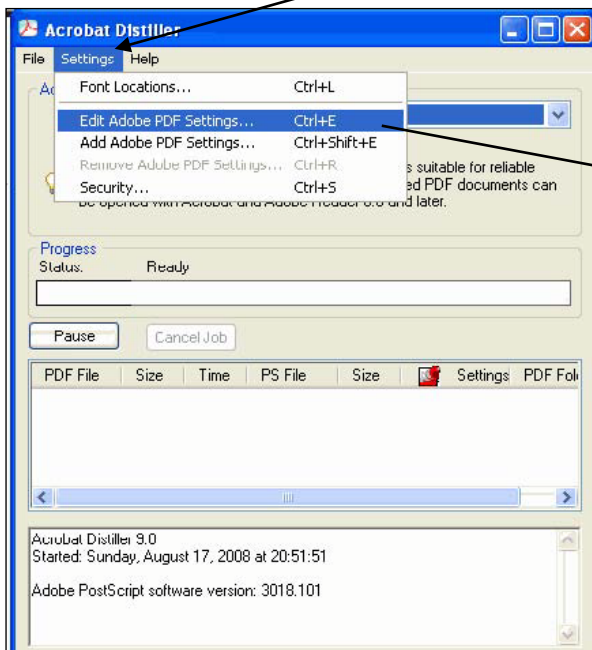 Acrobat Distiller
File Settings Help
Font Locations... Ctrl+L
Edit Adobe PDF Settings... Ctrl+E
Add Adobe PDF Settings... Ctrl+Shift+E
Remove Adobe PDF Settings... Ctrl+R
s suitable for reliable
Security... Ctrl+S
ed PDF documents can
be opened with Acrobat and Adobe Reader and later.
Progress
Status: Ready
Pause Cancel Job
PDF File Size Time PS File Size Settings PDF Fol
Acrobat Distiller 9.0
Started: Sunday, August 17, 2008 at 20:51:51
Adobe PostScript software version: 3018.101